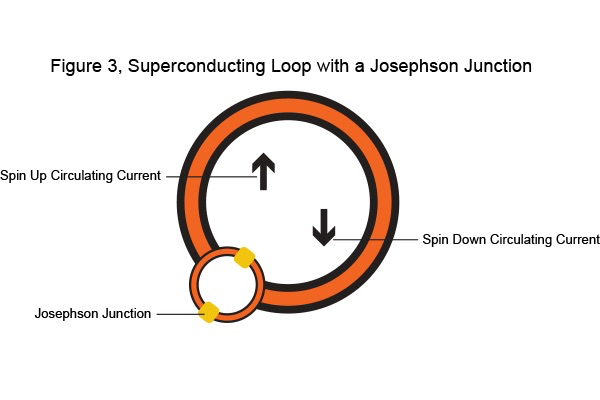 Figure 3, Superconducting Loop with a Josephson Junction
Spin Up Circulating Current
Spin Down Circulating Current
Josephson Junction